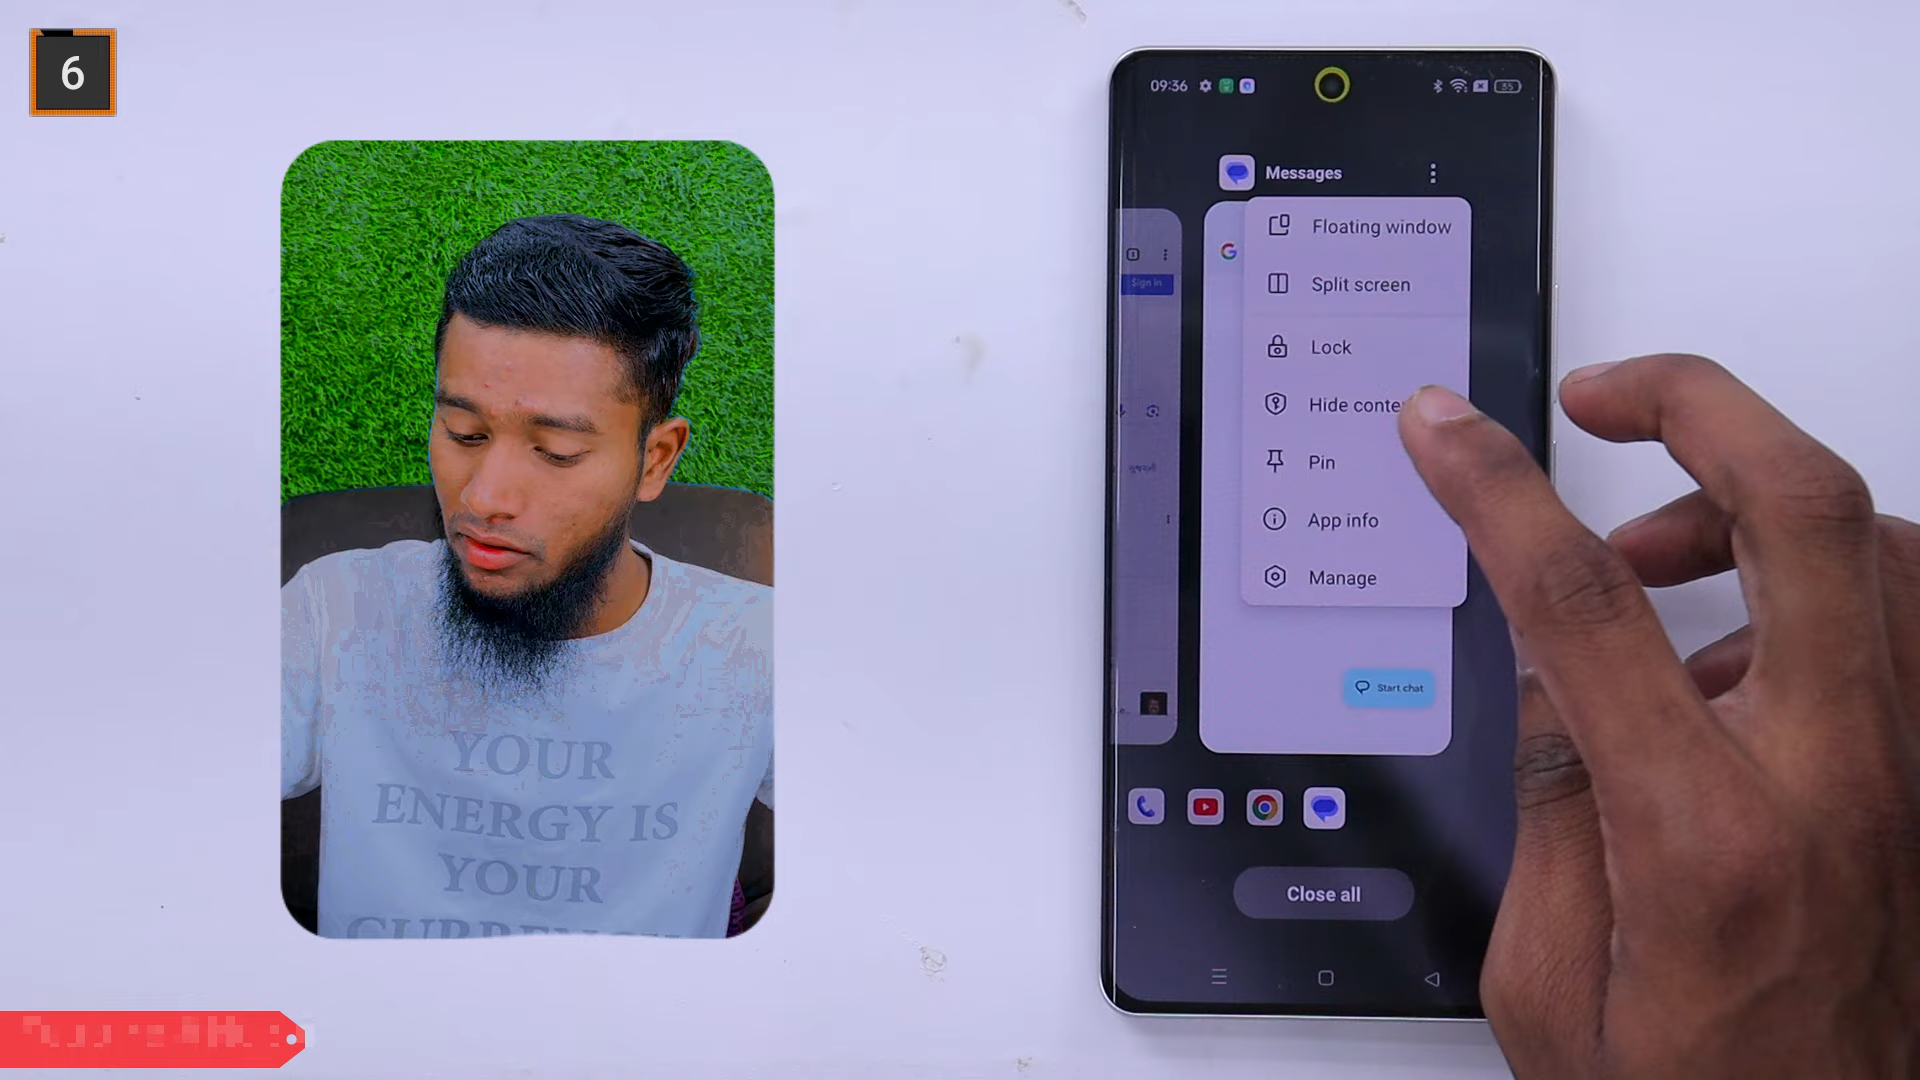 6
09:36
55
Messages
Floating window
Split screen
Sign in
Lock
Hide conte
Pin
App info
Manage
Start chat
Close all
YOUR
ENERGY IS
YOUR